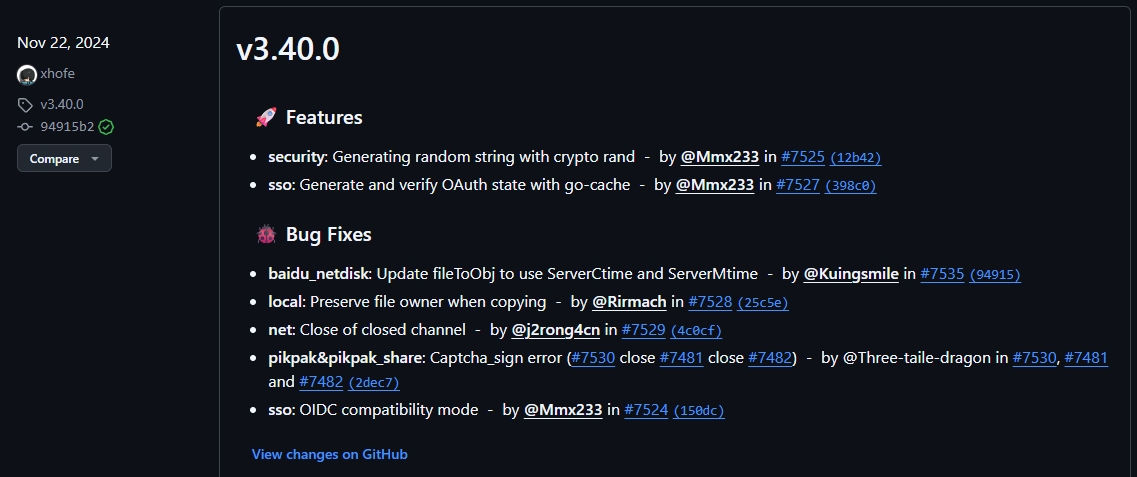 Nov 22, 2024
xhofe
v3.40.0
94915b2
Compare
v3.40.0
🚀 Features
• security: Generating random string with crypto rand - by @Mmx233 in #7525 (12b42)
• sso: Generate and verify OAuth state with go-cache - by @Mmx233 in #7527 (398c0)
🐞 Bug Fixes
• baidu_netdisk: Update fileToObj to use ServerCtime and ServerMtime - by @Kuingsmile in #7535 (94915)
• local: Preserve file owner when copying - by @Rirmach in #7528 (25c5e)
• net: Close of closed channel - by @j2rong4cn in #7529 (4c0cf)
• pikpak&pikpak_share: Captcha_sign error (#7530 close #7481 close #7482) - by @Three-taile-dragon in #7530, #7481
and #7482 (2dec7)
• sso: OIDC compatibility mode - by @Mmx233 in #7524 (150dc)
View changes on GitHub